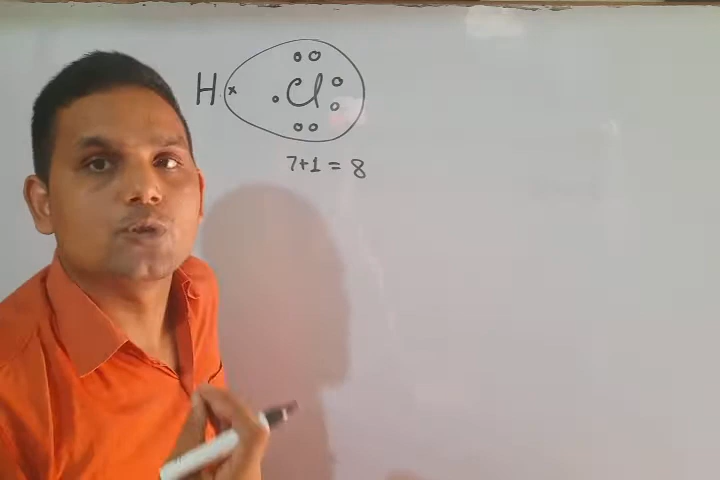 H × Cl
7+1 = 8